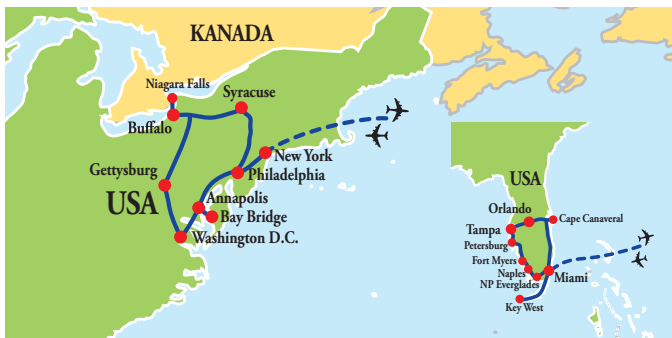 KANADA
Niagara Falls
Syracuse
Buffalo
New York
Gettysburg
Philadelphia
USA
Annapolis
Bay Bridge
Washington D.C.
USA
Orlando
Cape Canaveral
Tampa
Petersburg
Fort Myers
Naples
Miami
NP Everglades
Key West